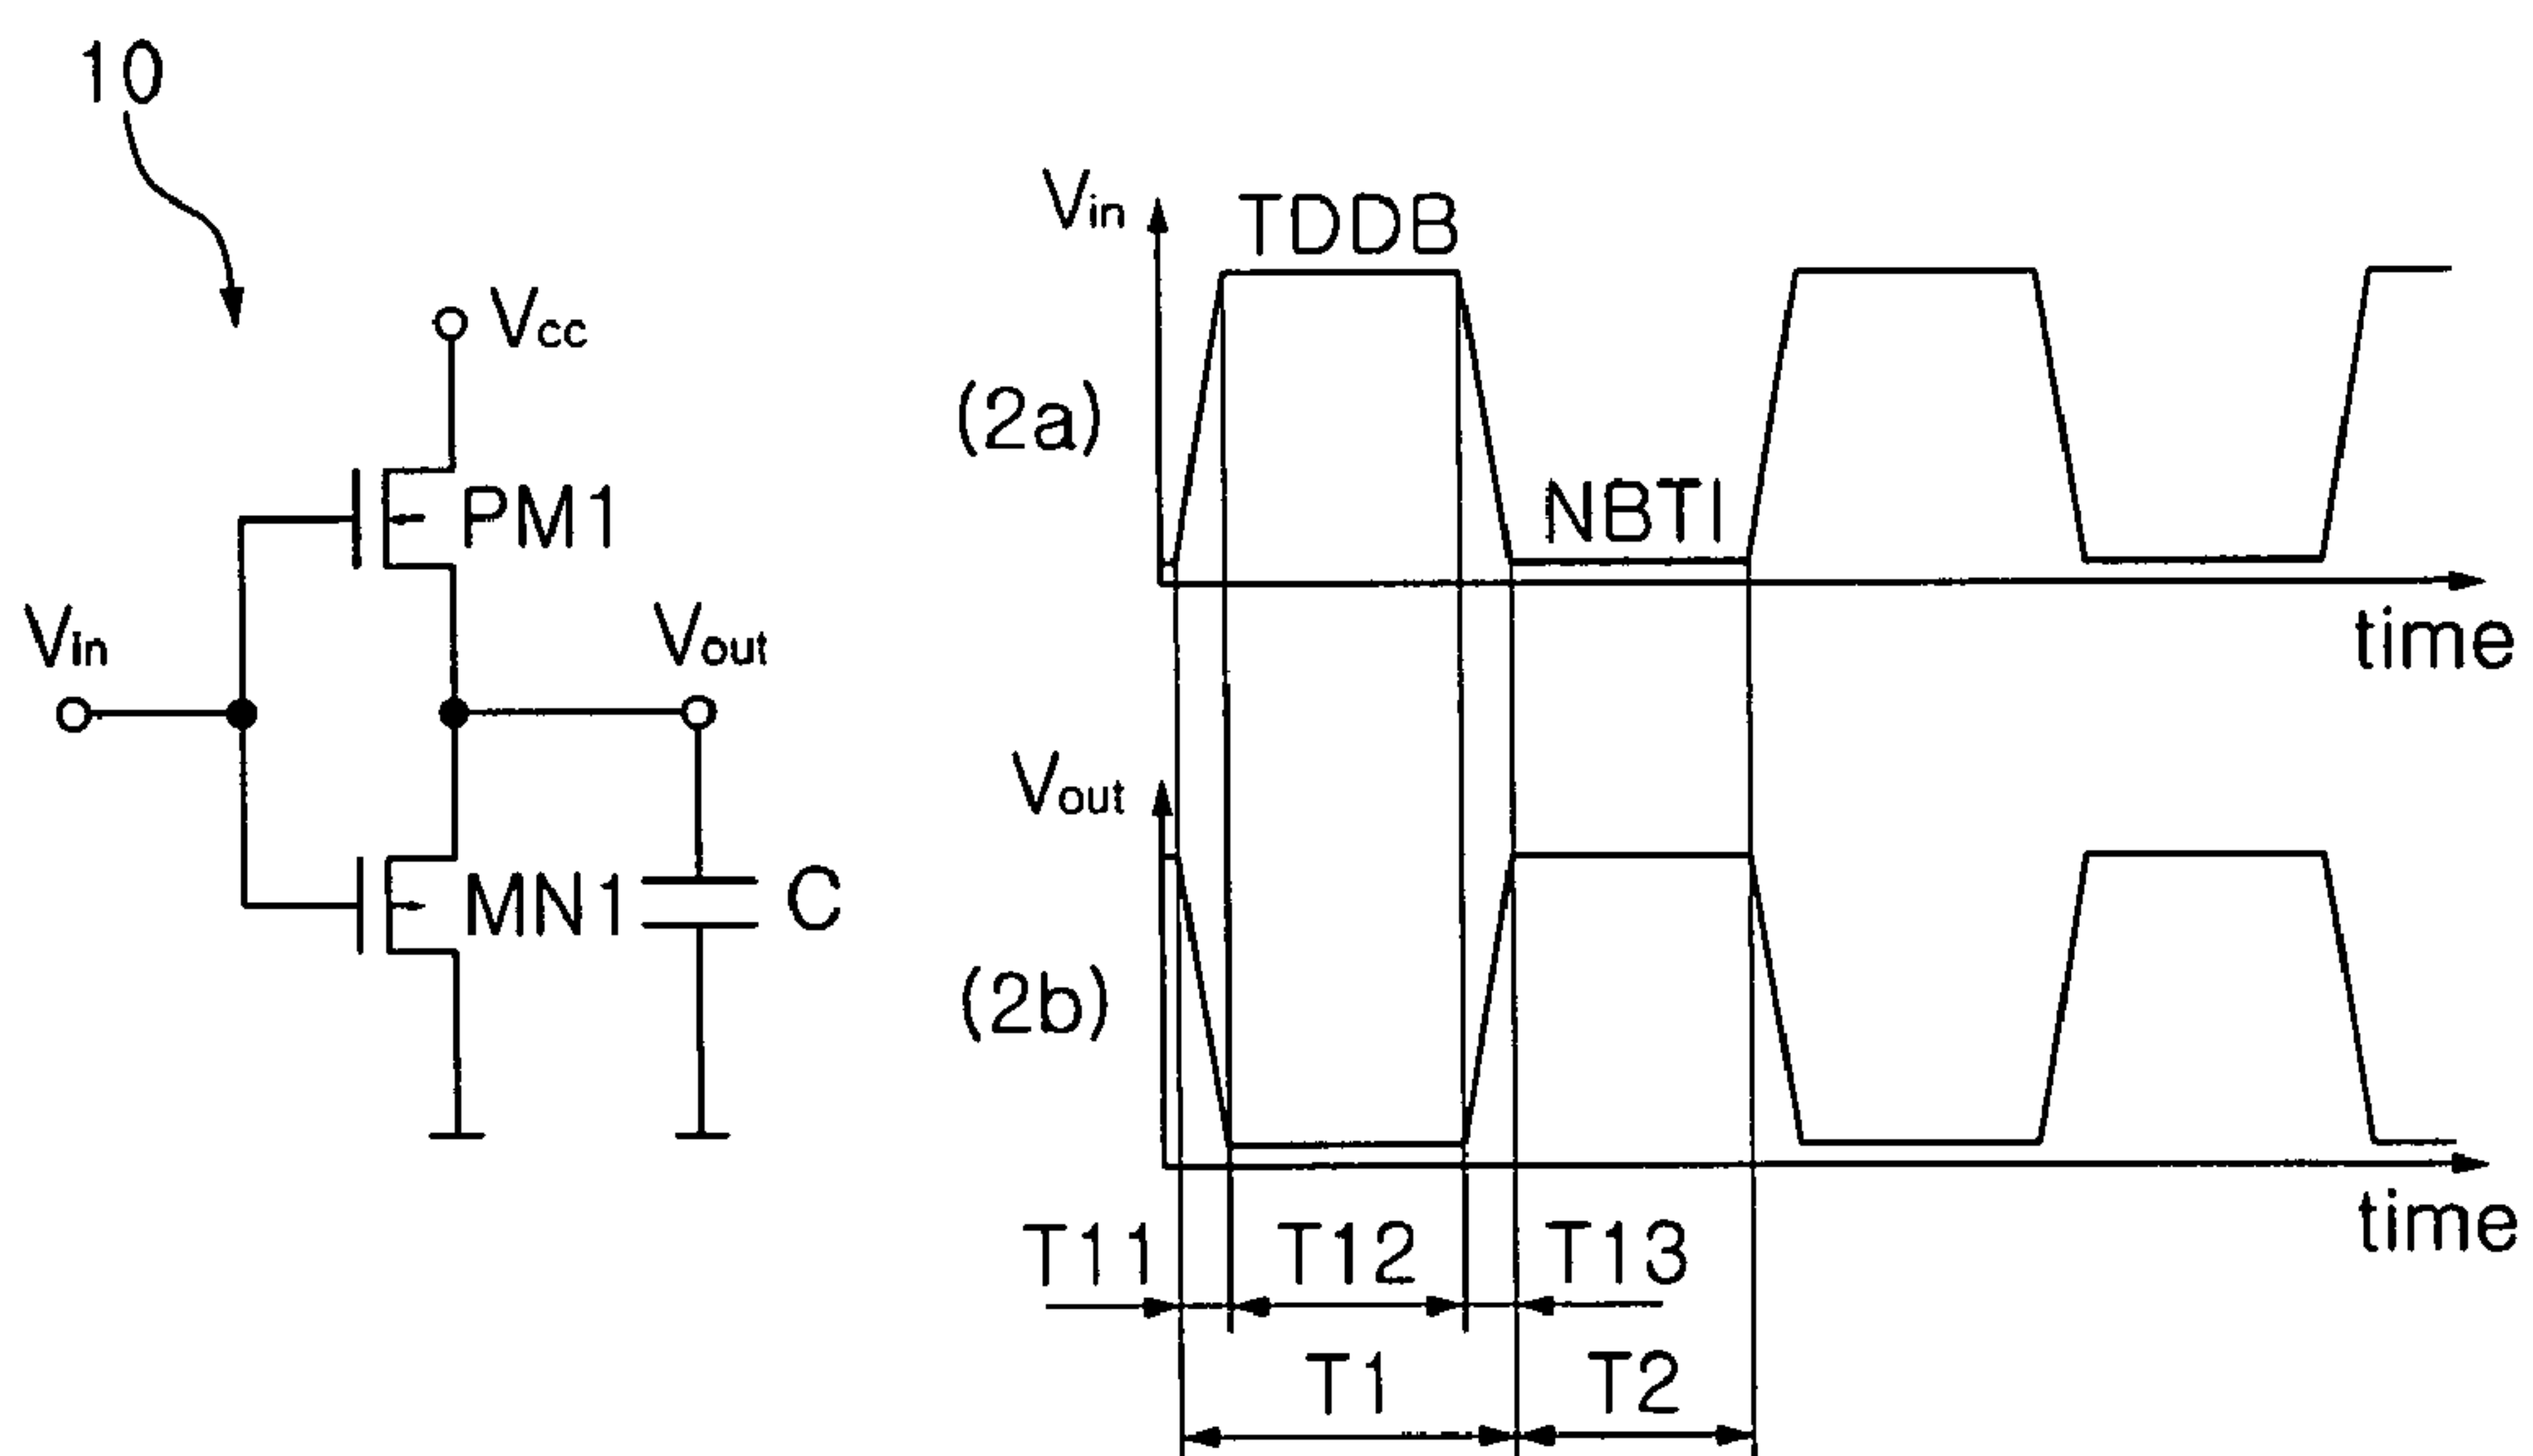 10
Vcc
PM1
Vin
Vout
MN1
C
Vin
TDDB
(2a)
NBTI
time
Vout
(2b)
time
T11
T12
T13
T1
T2